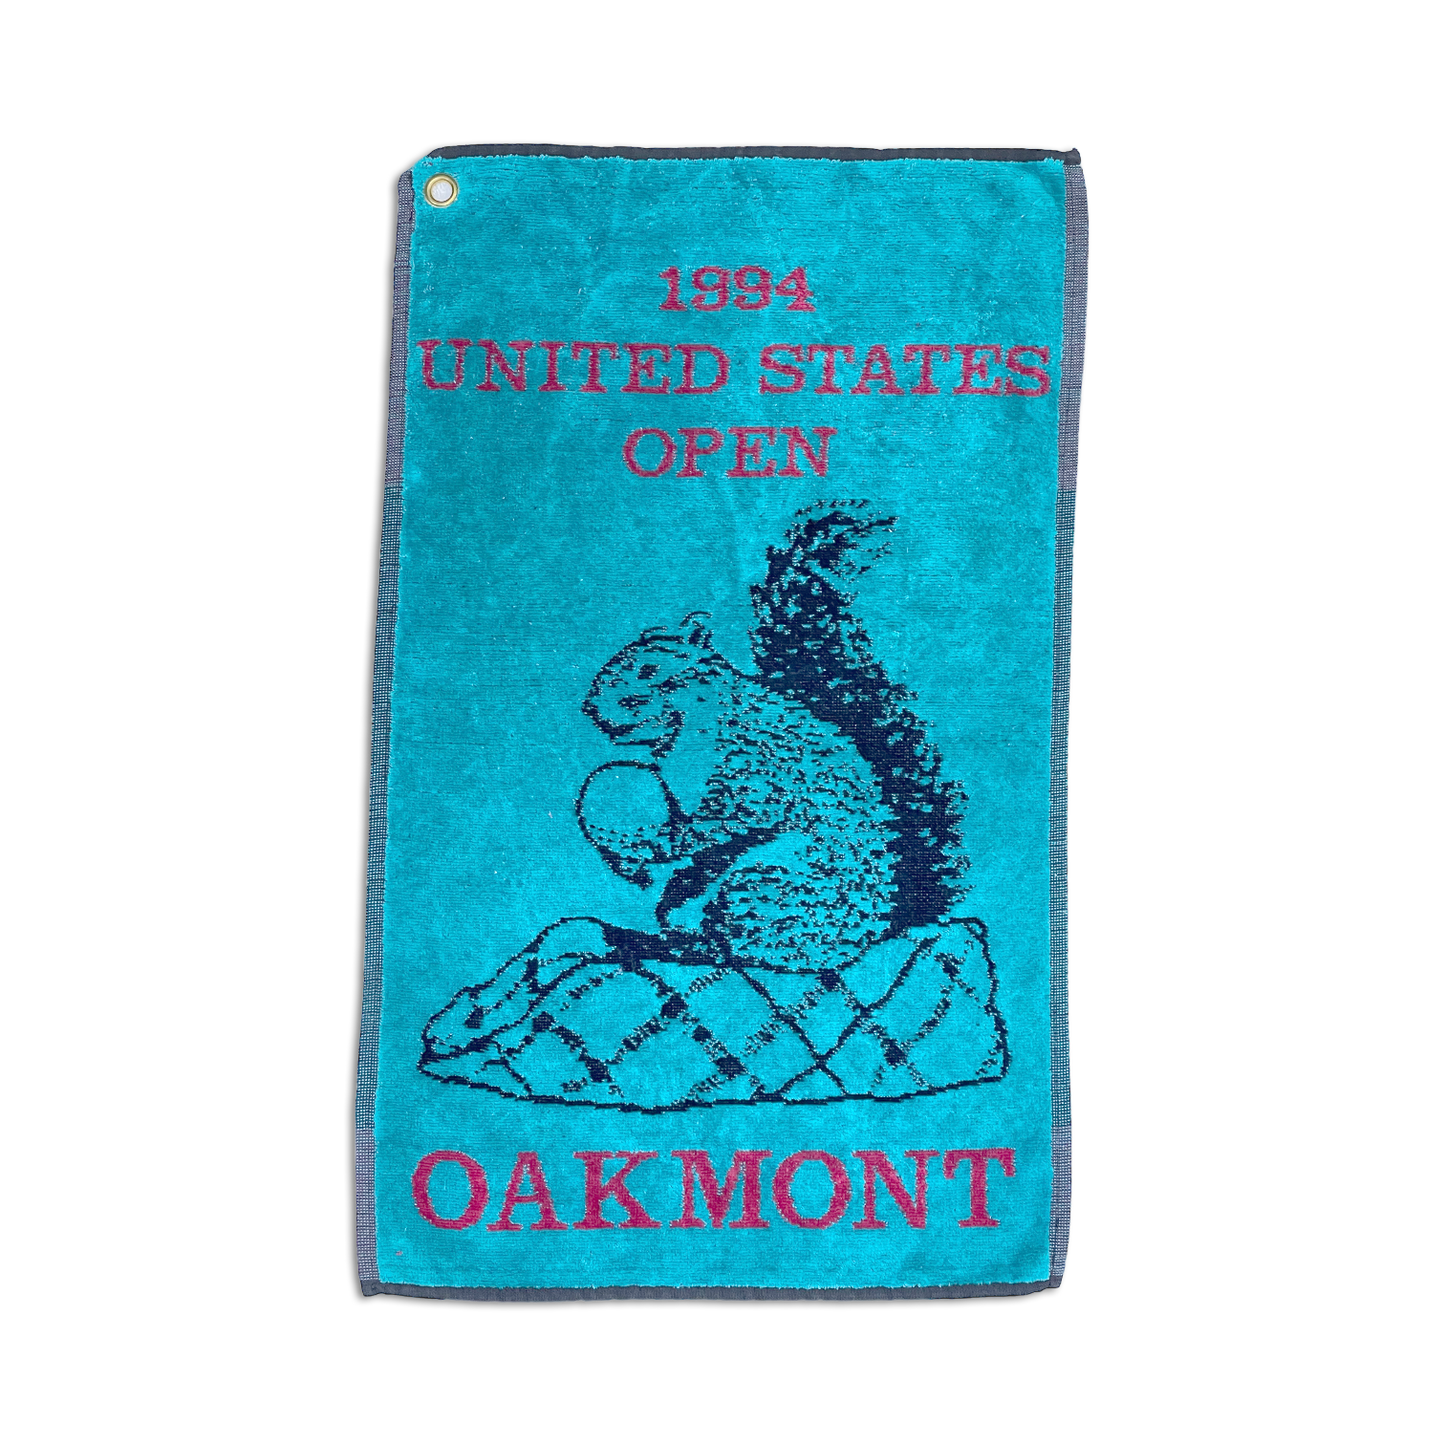 1994
UNITED STATES
OPEN
OAKMONT